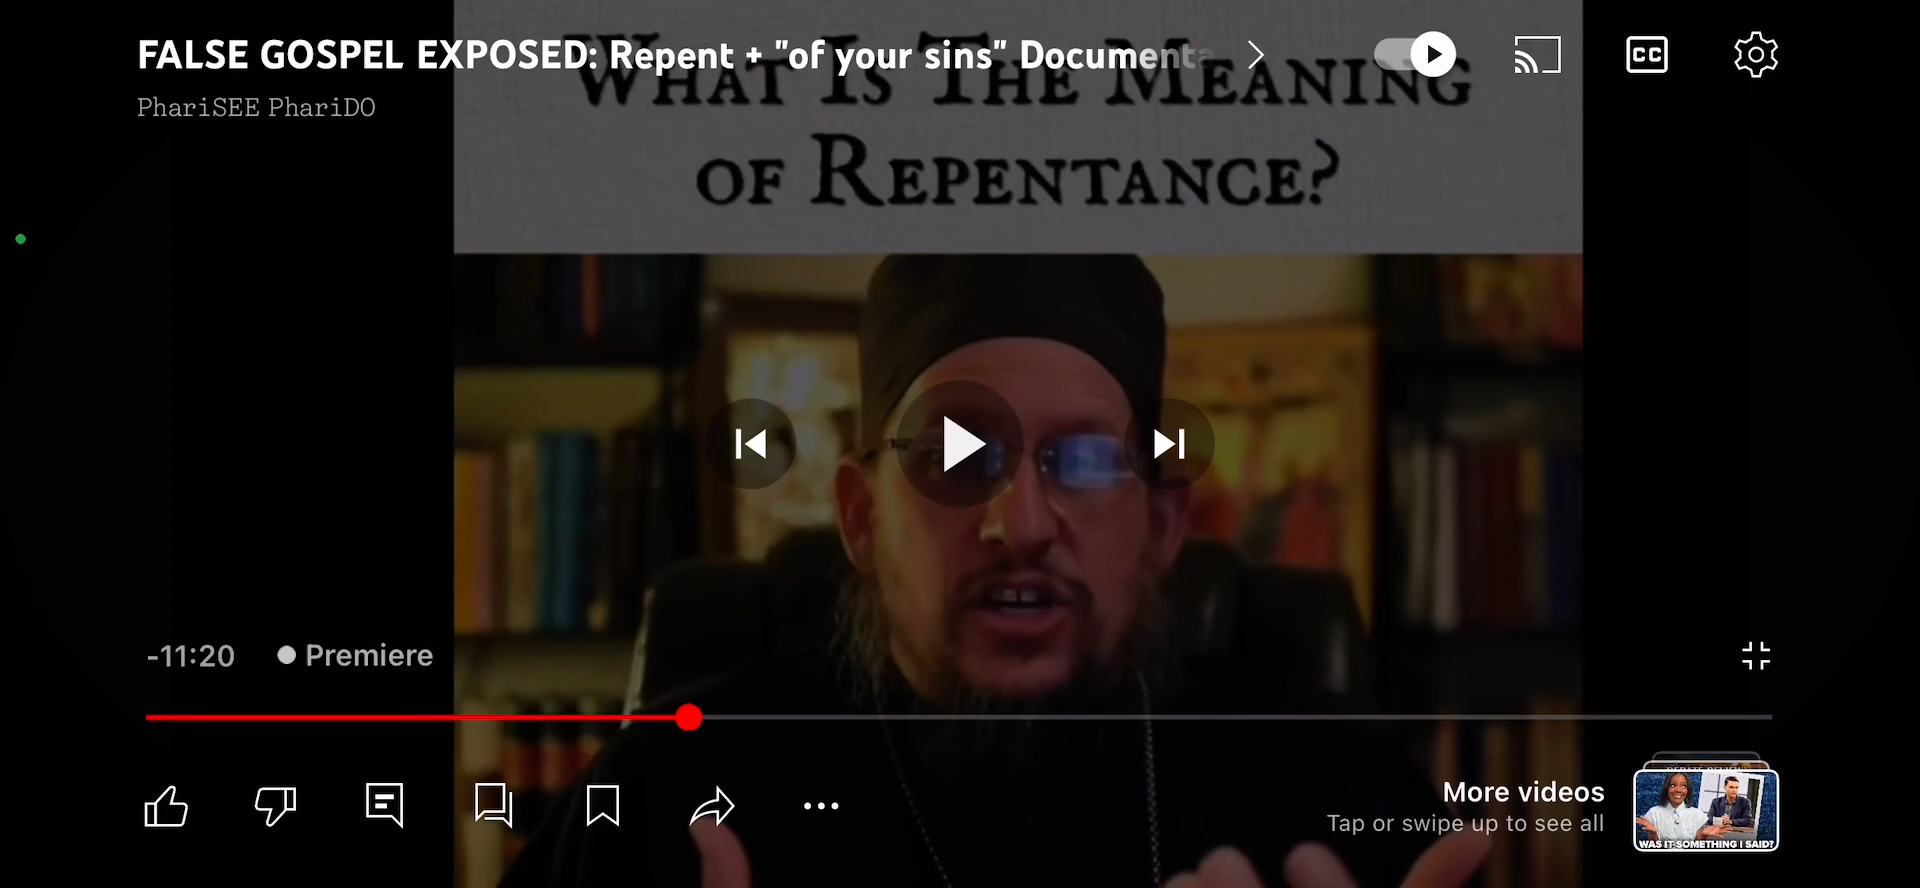 FALSE GOSPEL EXPOSED: Repent + "of your sins" Documenta
PhariSEE PhariDO
CC
What Is The Meaning
of Repentance?
-11:20
Premiere
More videos
Tap or swipe up to see all
WAS IT SOMETHING I SAID?